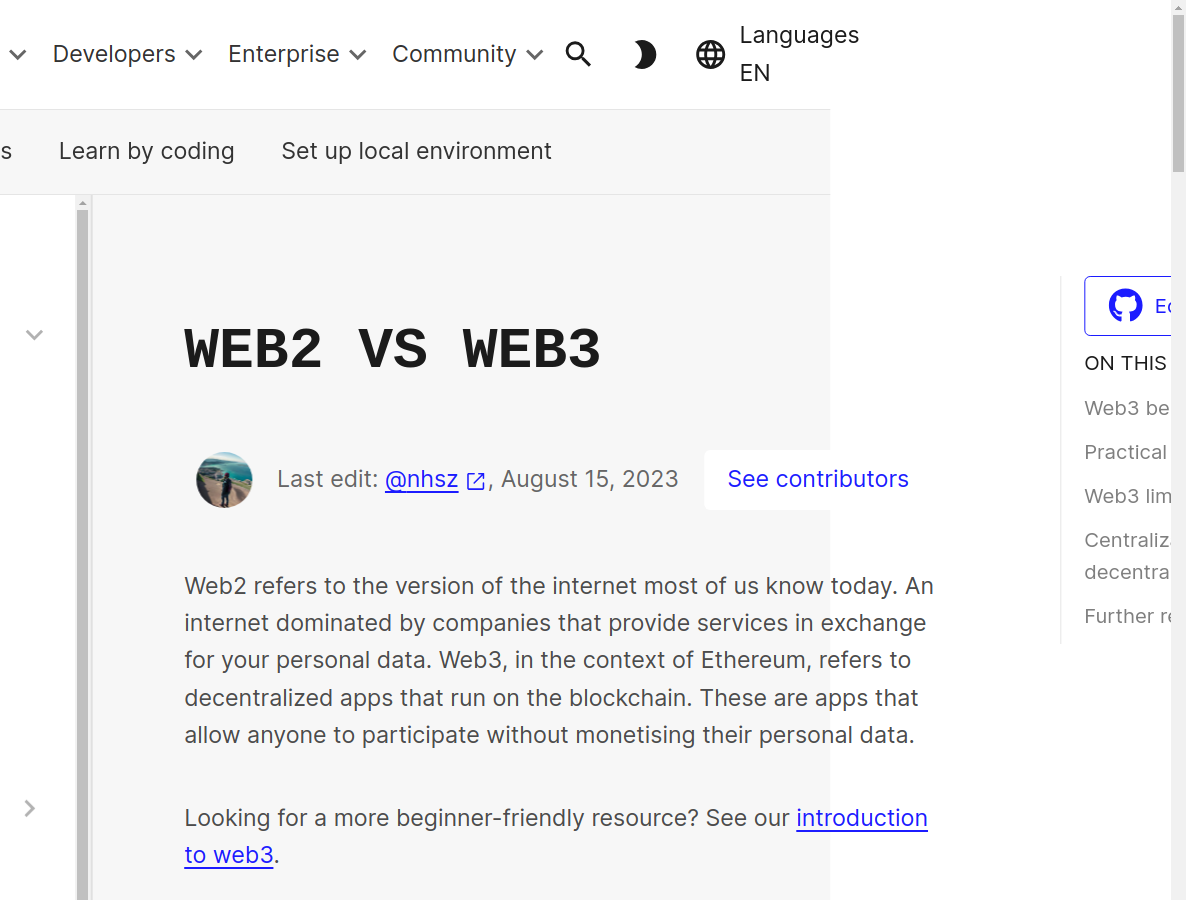 Developers Enterprise Community Languages
EN
s Learn by coding Set up local environment
WEB2 VS WEB3
Last edit: @nhsz, August 15, 2023 See contributors
Web2 refers to the version of the internet most of us know today. An
internet dominated by companies that provide services in exchange
for your personal data. Web3, in the context of Ethereum, refers to
decentralized apps that run on the blockchain. These are apps that
allow anyone to participate without monetising their personal data.
Looking for a more beginner-friendly resource? See our introduction
to web3.
ON THIS
Web3 be
Practical
Web3 lim
Centraliz
decentra
Further re